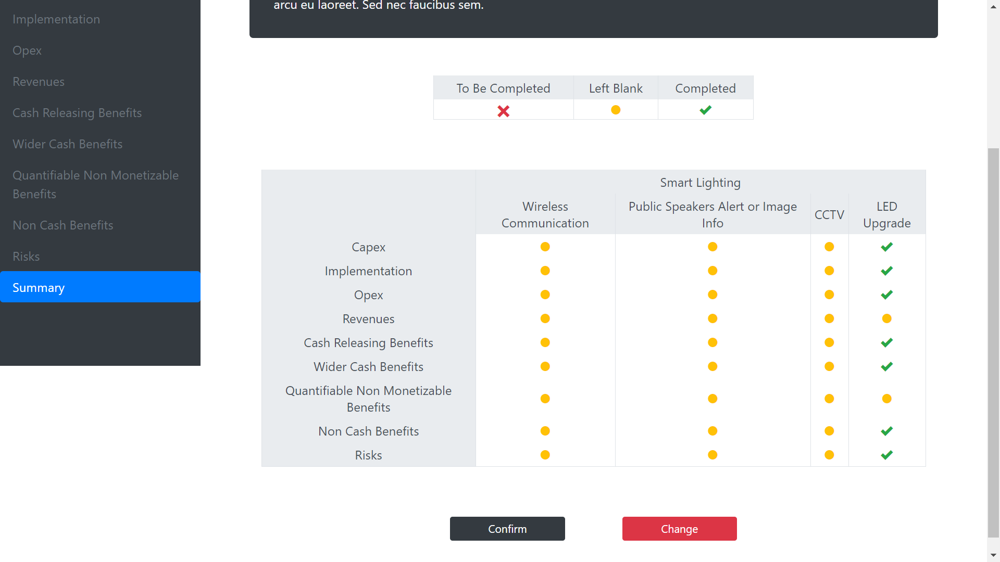 arcu eu laoreet. Sed nec faucibus sem.
Implementation
Opex
Revenues
Cash Releasing Benefits
Wider Cash Benefits
Quantifiable Non Monetizable
Benefits
Non Cash Benefits
Risks
Summary
To Be Completed Left Blank Completed
Smart Lighting
Wireless
Communication
Public Speakers Alert or Image
Info
CCTV
LED
Upgrade
Capex
Implementation
Opex
Revenues
Cash Releasing Benefits
Wider Cash Benefits
Quantifiable Non Monetizable
Benefits
Non Cash Benefits
Risks
Confirm Change